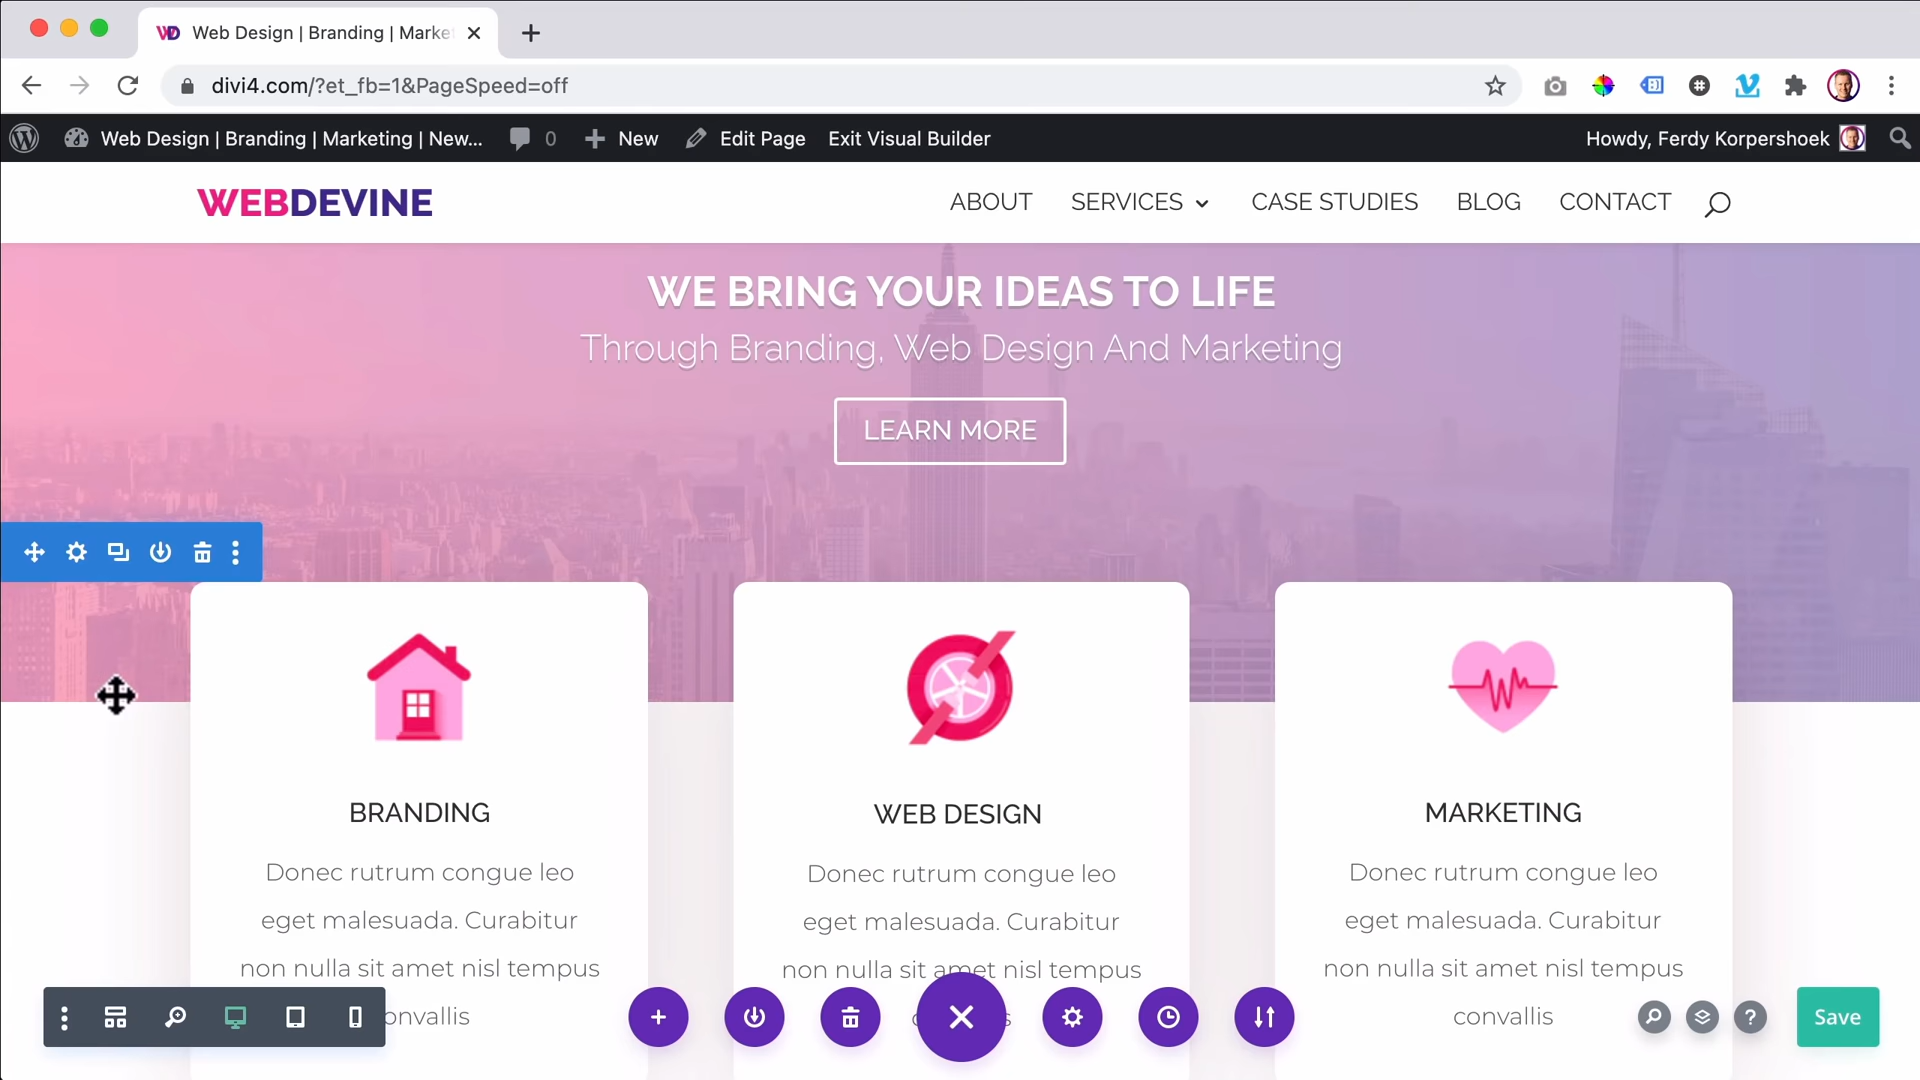 Web Design | Branding | Marke
divi4.com/?et_fb=1&PageSpeed=off
Web Design | Branding | Marketing | New... 0 New Edit Page Exit Visual Builder Howdy, Ferdy Korpershoek
WEBDEVINE ABOUT SERVICES CASE STUDIES BLOG CONTACT
WE BRING YOUR IDEAS TO LIFE
Through Branding, Web Design And Marketing
LEARN MORE
BRANDING
Donec rutrum congue leo
eget malesuada. Curabitur
non nulla sit amet nisl tempus
onvallis
WEB DESIGN
Donec rutrum congue leo
eget malesuada. Curabitur
non nulla sit amet nisl tempus
MARKETING
Donec rutrum congue leo
eget malesuada. Curabitur
non nulla sit amet nisl tempus
convallis
? Save